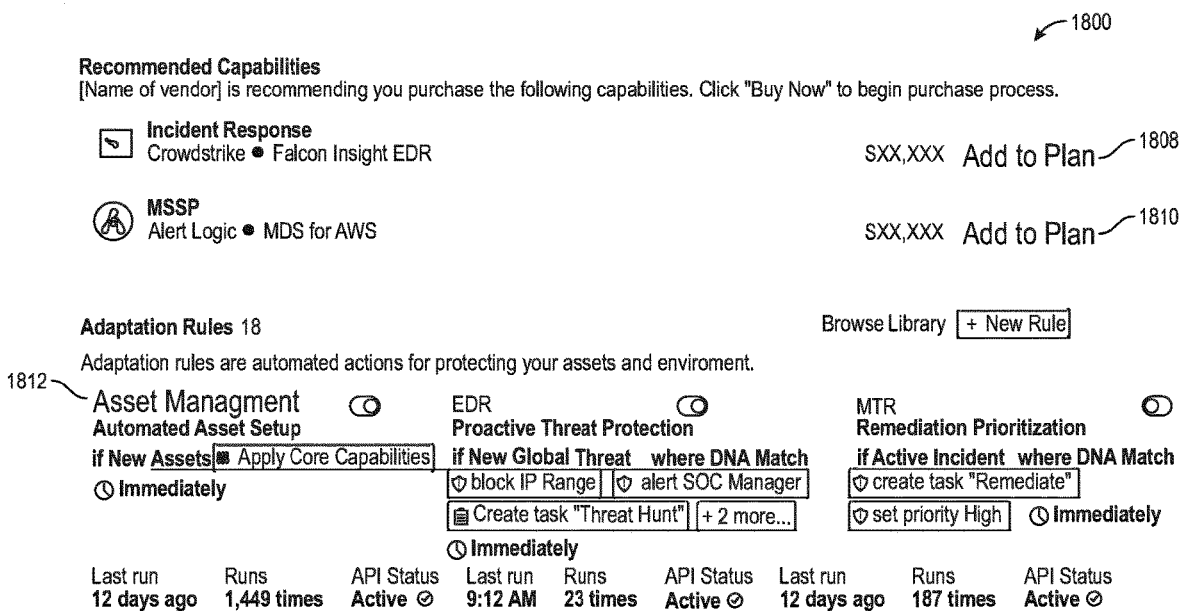 1800
Recommended Capabilities
[Name of vendor] is recommending you purchase the following capabilities. Click "Buy Now" to begin purchase process.
Incident Response
Crowdstrike ● Falcon Insight EDR
SXX,XXX Add to Plan 1808
MSSP
Alert Logic ● MDS for AWS
SXX,XXX Add to Plan 1810
Adaptation Rules 18
Browse Library + New Rule
Adaptation rules are automated actions for protecting your assets and enviroment.
1812
Asset Managment
Automated Asset Setup
if New Assets Apply Core Capabilities
Immediately
EDR
Proactive Threat Protection
if New Global Threat where DNA Match
block IP Range alert SOC Manager
Create task "Threat Hunt" + 2 more...
Immediately
MTR
Remediation Prioritization
if Active Incident where DNA Match
create task "Remediate"
set priority High Immediately
Last run Runs API Status Last run Runs API Status Last run Runs API Status
12 days ago 1,449 times Active 9:12 AM 23 times Active 12 days ago 187 times Active